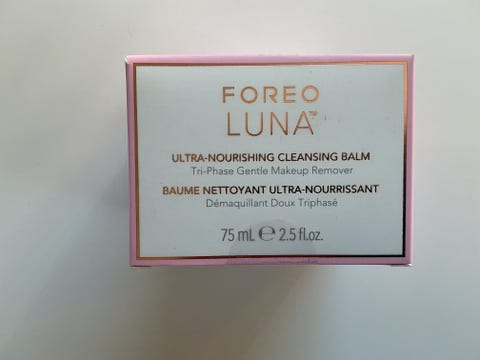 FOREO
LUNA™
ULTRA-NOURISHING CLEANSING BALM
Tri-Phase Gentle Makeup Remover
BAUME NETTOYANT ULTRA-NOURRISSANT
Démaquillant Doux Triphasé
75 mL ℮ 2.5 fl.oz.